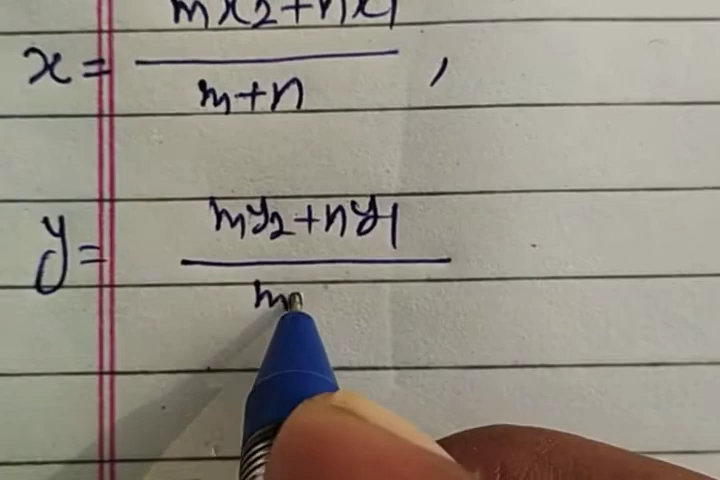 x = mx2+nx1 / m+n ,
y = my2+ny1 / m